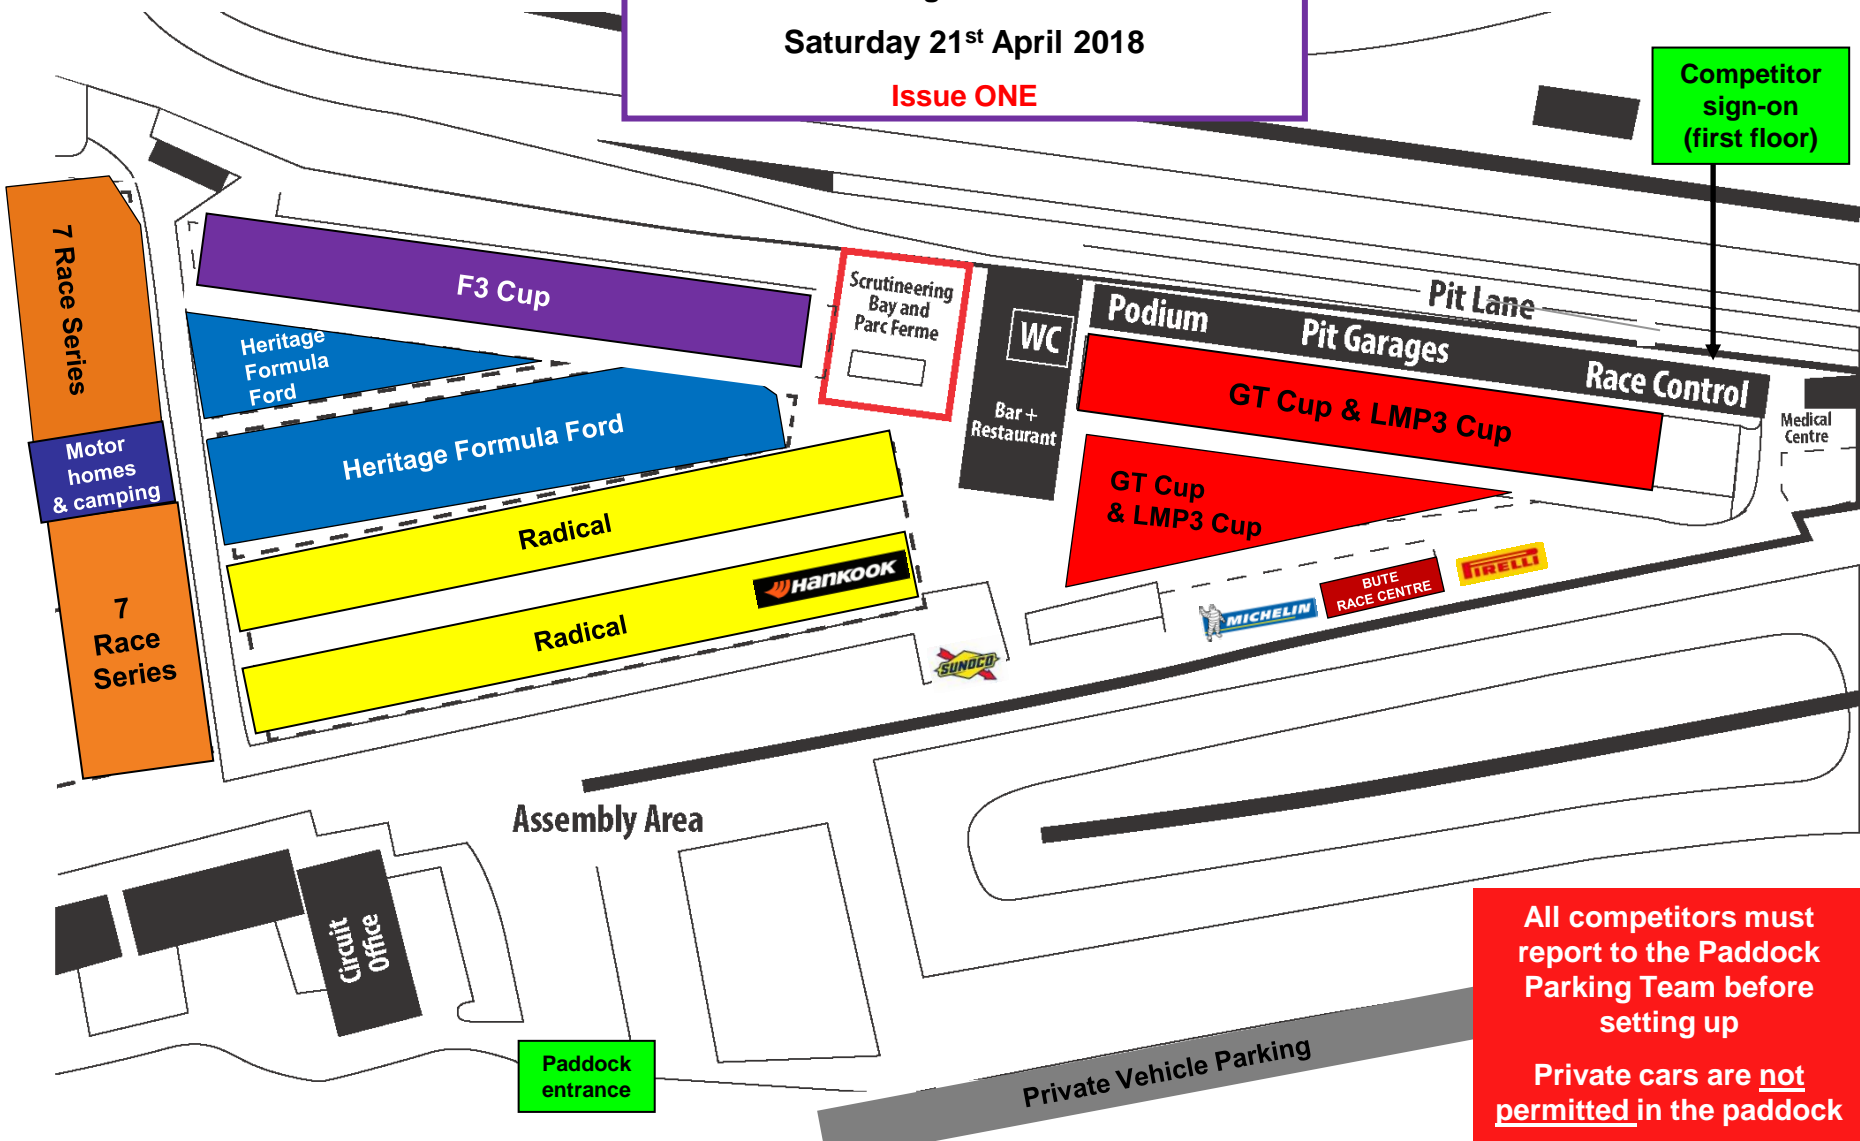 Saturday 21st April 2018
Issue ONE
Competitor
sign-on
(first floor)
7 Race Series
F3 Cup
Scrutineering
Bay and
Parc Ferme
WC
Bar +
Restaurant
Podium
Pit Garages
Race Control
Pit Lane
Medical
Centre
Heritage
Formula
Ford
Heritage Formula Ford
GT Cup & LMP3 Cup
GT Cup
& LMP3 Cup
Motor
homes
& camping
7
Race
Series
Radical
Radical
HANKOOK
SUNOCO
MICHELIN
BUTE
RACE CENTRE
PIRELLI
Assembly Area
Circuit
Office
Paddock
entrance
Private Vehicle Parking
All competitors must
report to the Paddock
Parking Team before
setting up
Private cars are not
permitted in the paddock